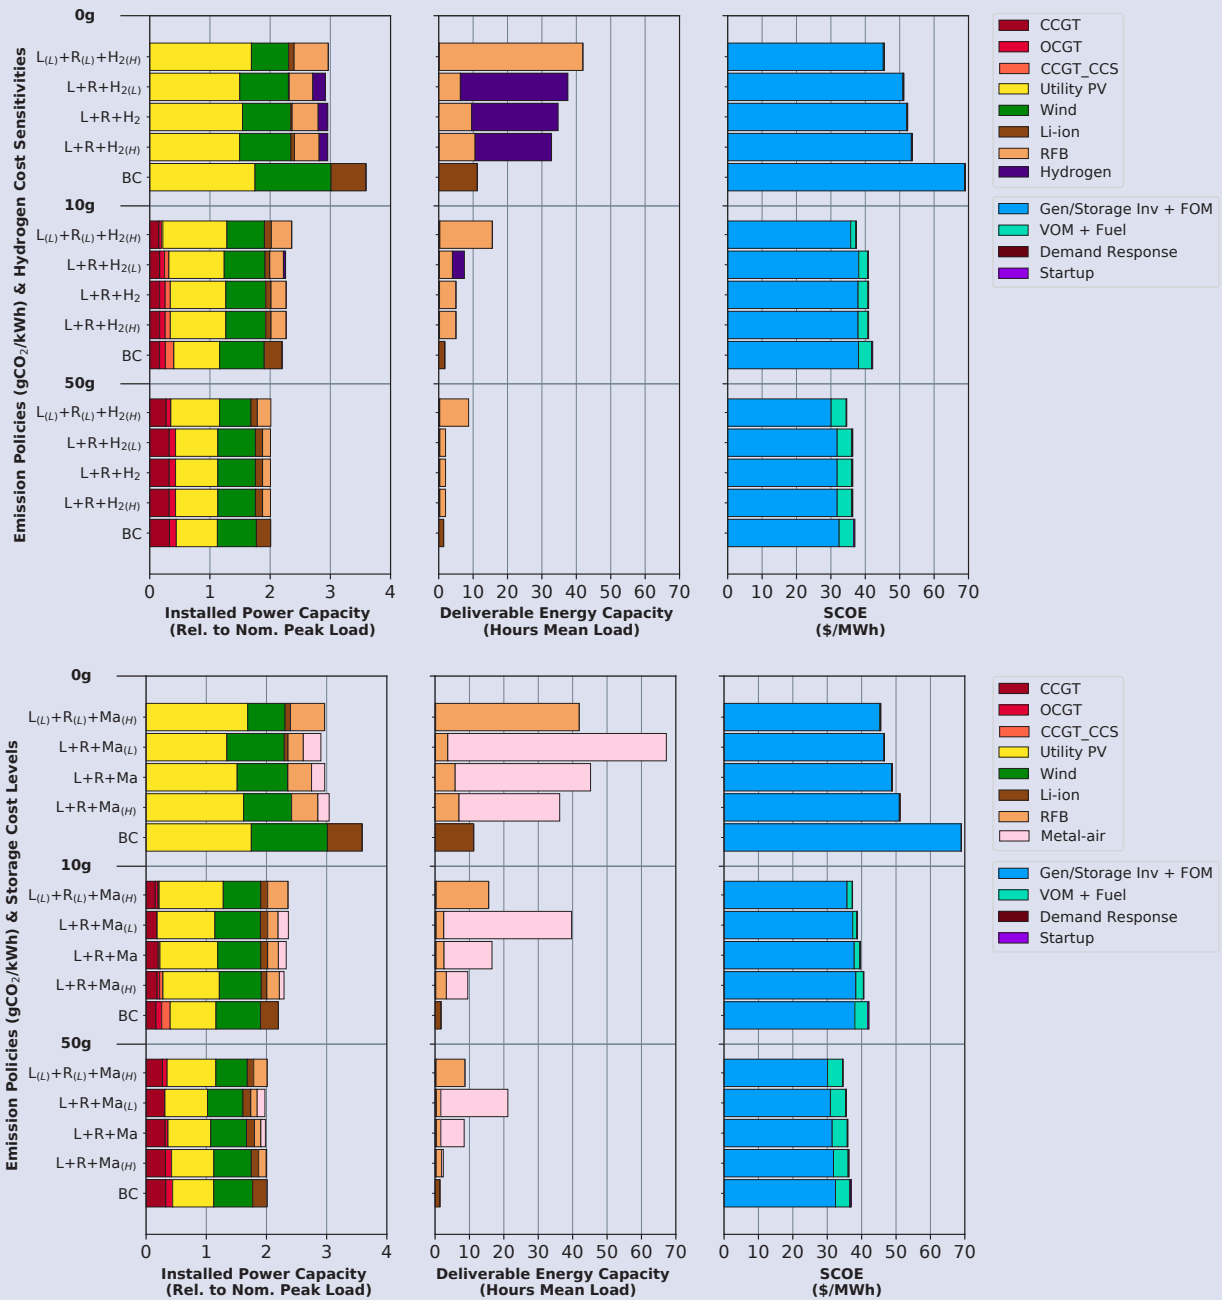 Emission Policies (gCO₂/kWh) & Hydrogen Cost Sensitivities
0g
L(L)+R(L)+H2(H)
L+R+H2(L)
L+R+H2
L+R+H2(H)
BC
10g
L(L)+R(L)+H2(H)
L+R+H2(L)
L+R+H2
L+R+H2(H)
BC
50g
L(L)+R(L)+H2(H)
L+R+H2(L)
L+R+H2
L+R+H2(H)
BC
0 1 2 3 4
Installed Power Capacity
(Rel. to Nom. Peak Load)
0 10 20 30 40 50 60 70
Deliverable Energy Capacity
(Hours Mean Load)
0 10 20 30 40 50 60 70
SCOE
($/MWh)
CCGT
OCGT
CCGT_CCS
Utility PV
Wind
Li-ion
RFB
Hydrogen
Gen/Storage Inv + FOM
VOM + Fuel
Demand Response
Startup
Emission Policies (gCO₂/kWh) & Storage Cost Levels
0g
L(L)+R(L)+Ma(H)
L+R+Ma(L)
L+R+Ma
L+R+Ma(H)
BC
10g
L(L)+R(L)+Ma(H)
L+R+Ma(L)
L+R+Ma
L+R+Ma(H)
BC
50g
L(L)+R(L)+Ma(H)
L+R+Ma(L)
L+R+Ma
L+R+Ma(H)
BC
0 1 2 3 4
Installed Power Capacity
(Rel. to Nom. Peak Load)
0 10 20 30 40 50 60 70
Deliverable Energy Capacity
(Hours Mean Load)
0 10 20 30 40 50 60 70
SCOE
($/MWh)
CCGT
OCGT
CCGT_CCS
Utility PV
Wind
Li-ion
RFB
Metal-air
Gen/Storage Inv + FOM
VOM + Fuel
Demand Response
Startup